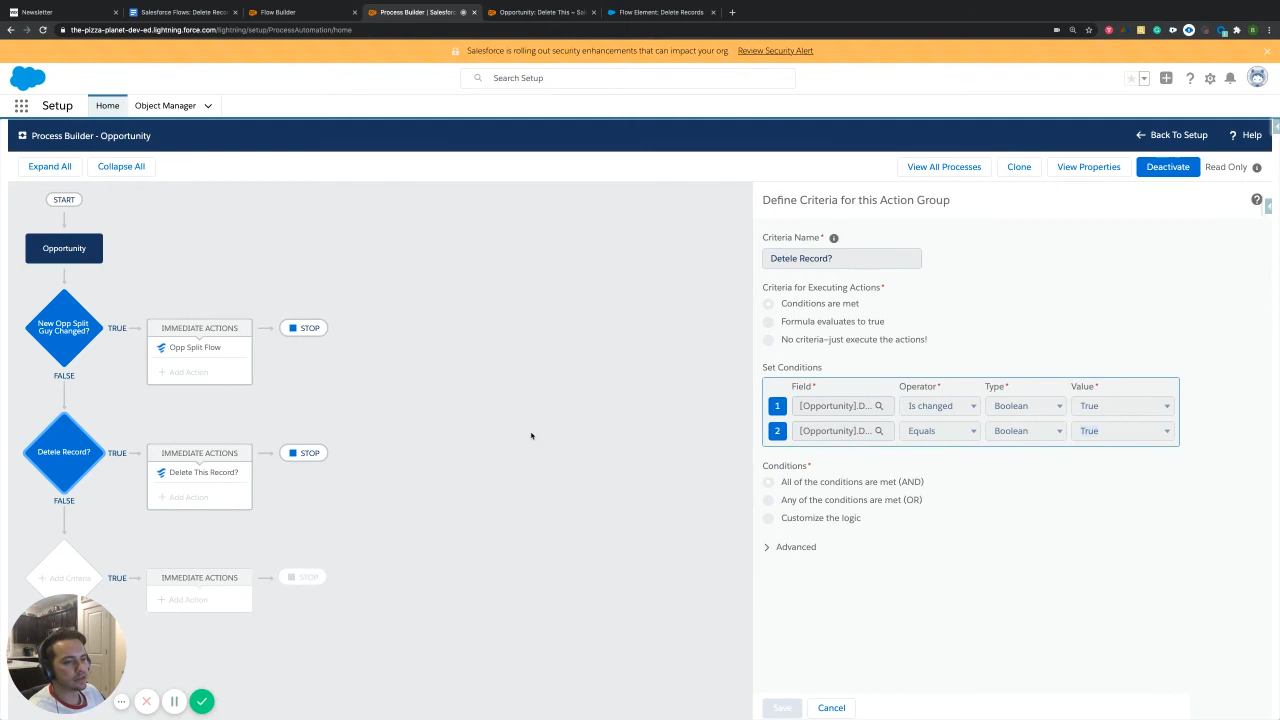 Newsletter
Salesforce Flows: Delete Reco
Flow Builder
Process Builder | Salesforc
Opportunity: Delete This ~ Sal
Flow Element: Delete Records
the-pizza-planet-dev-ed.lightning.force.com/lightning/setup/ProcessAutomation/home
Salesforce is rolling out security enhancements that can impact your org. Review Security Alert
Search Setup
Setup
Home
Object Manager
Process Builder - Opportunity
Back To Setup
Help
Expand All
Collapse All
View All Processes
Clone
View Properties
Deactivate
Read Only
START
Opportunity
New Opp Split
Guy Changed?
TRUE
IMMEDIATE ACTIONS
Opp Split Flow
+ Add Action
STOP
FALSE
Detele Record?
TRUE
IMMEDIATE ACTIONS
Delete This Record?
+ Add Action
STOP
FALSE
+ Add Criteria
TRUE
IMMEDIATE ACTIONS
+ Add Action
STOP
Define Criteria for this Action Group
Criteria Name *
Detele Record?
Criteria for Executing Actions *
Conditions are met
Formula evaluates to true
No criteria—just execute the actions!
Set Conditions
Field * Operator * Type * Value *
1 [Opportunity].D... Is changed Boolean True
2 [Opportunity].D... Equals Boolean True
Conditions *
All of the conditions are met (AND)
Any of the conditions are met (OR)
Customize the logic
Advanced
Save
Cancel